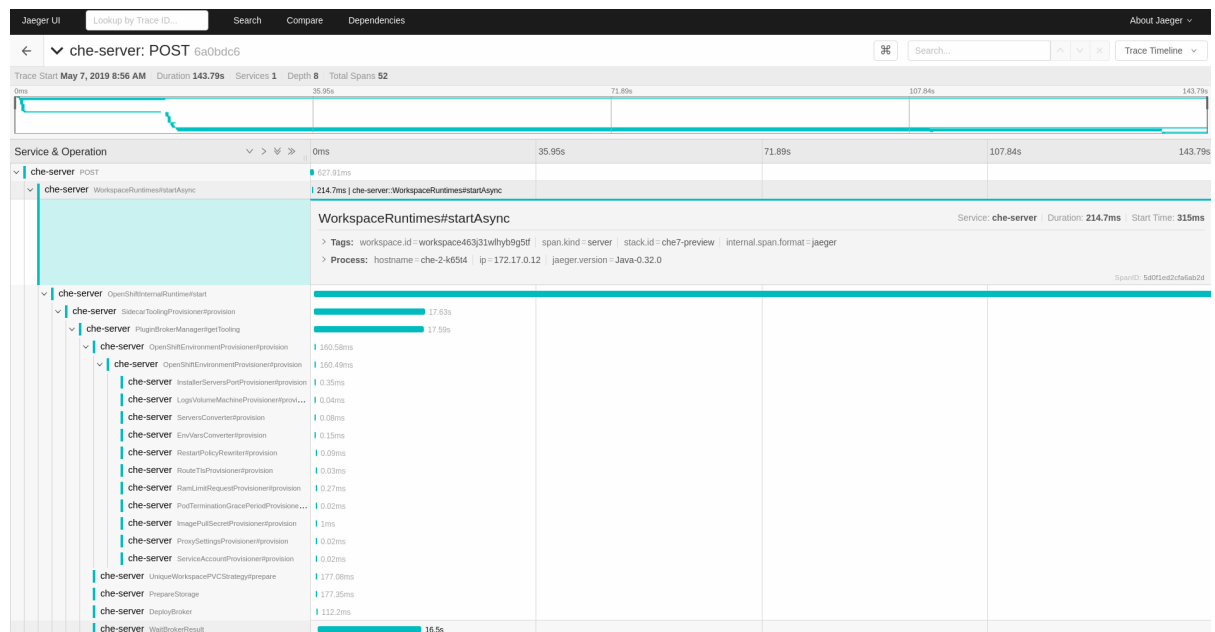 Jaeger UI Lookup by Trace ID... Search Compare Dependencies About Jaeger
che-server: POST 6a0bdc6 ⌘ Search... Trace Timeline
Trace Start May 7, 2019 8:56 AM Duration 143.79s Services 1 Depth 8 Total Spans 52
0ms 35.95s 71.89s 107.84s 143.79s
Service & Operation 0ms 35.95s 71.89s 107.84s 143.79s
che-server POST 627.91ms
che-server WorkspaceRuntimes#startAsync 214.7ms | che-server::WorkspaceRuntimes#startAsync
WorkspaceRuntimes#startAsync Service: che-server Duration: 214.7ms Start Time: 315ms
Tags: workspace.id = workspace463j31wlhyb9g5tf span.kind = server stack.id = che7-preview internal.span.format = jaeger
Process: hostname = che-2-k65t4 ip = 172.17.0.12 jaeger.version = Java-0.32.0
SpanID: 5d0f1ed2cfa6ab2d
che-server OpenShiftInternalRuntime#start
che-server SidecarToolingProvisioner#provision 17.63s
che-server PluginBrokerManager#getTooling 17.59s
che-server OpenShiftEnvironmentProvisioner#provision 160.58ms
che-server OpenShiftEnvironmentProvisioner#provision 160.49ms
che-server InstallerServersPortProvisioner#provision 0.35ms
che-server LogsVolumeMachineProvisioner#provi... 0.04ms
che-server ServersConverter#provision 0.08ms
che-server EnvVarsConverter#provision 0.15ms
che-server RestartPolicyRewriter#provision 0.09ms
che-server RouteTlsProvisioner#provision 0.03ms
che-server RamLimitRequestProvisioner#provision 0.27ms
che-server PodTerminationGracePeriodProvisione... 0.02ms
che-server ImagePullSecretProvisioner#provision 1ms
che-server ProxySettingsProvisioner#provision 0.02ms
che-server ServiceAccountProvisioner#provision 0.02ms
che-server UniqueWorkspacePVCStrategy#prepare 177.08ms
che-server PrepareStorage 177.35ms
che-server DeployBroker 112.2ms
che-server WaitBrokerResult 16.5s